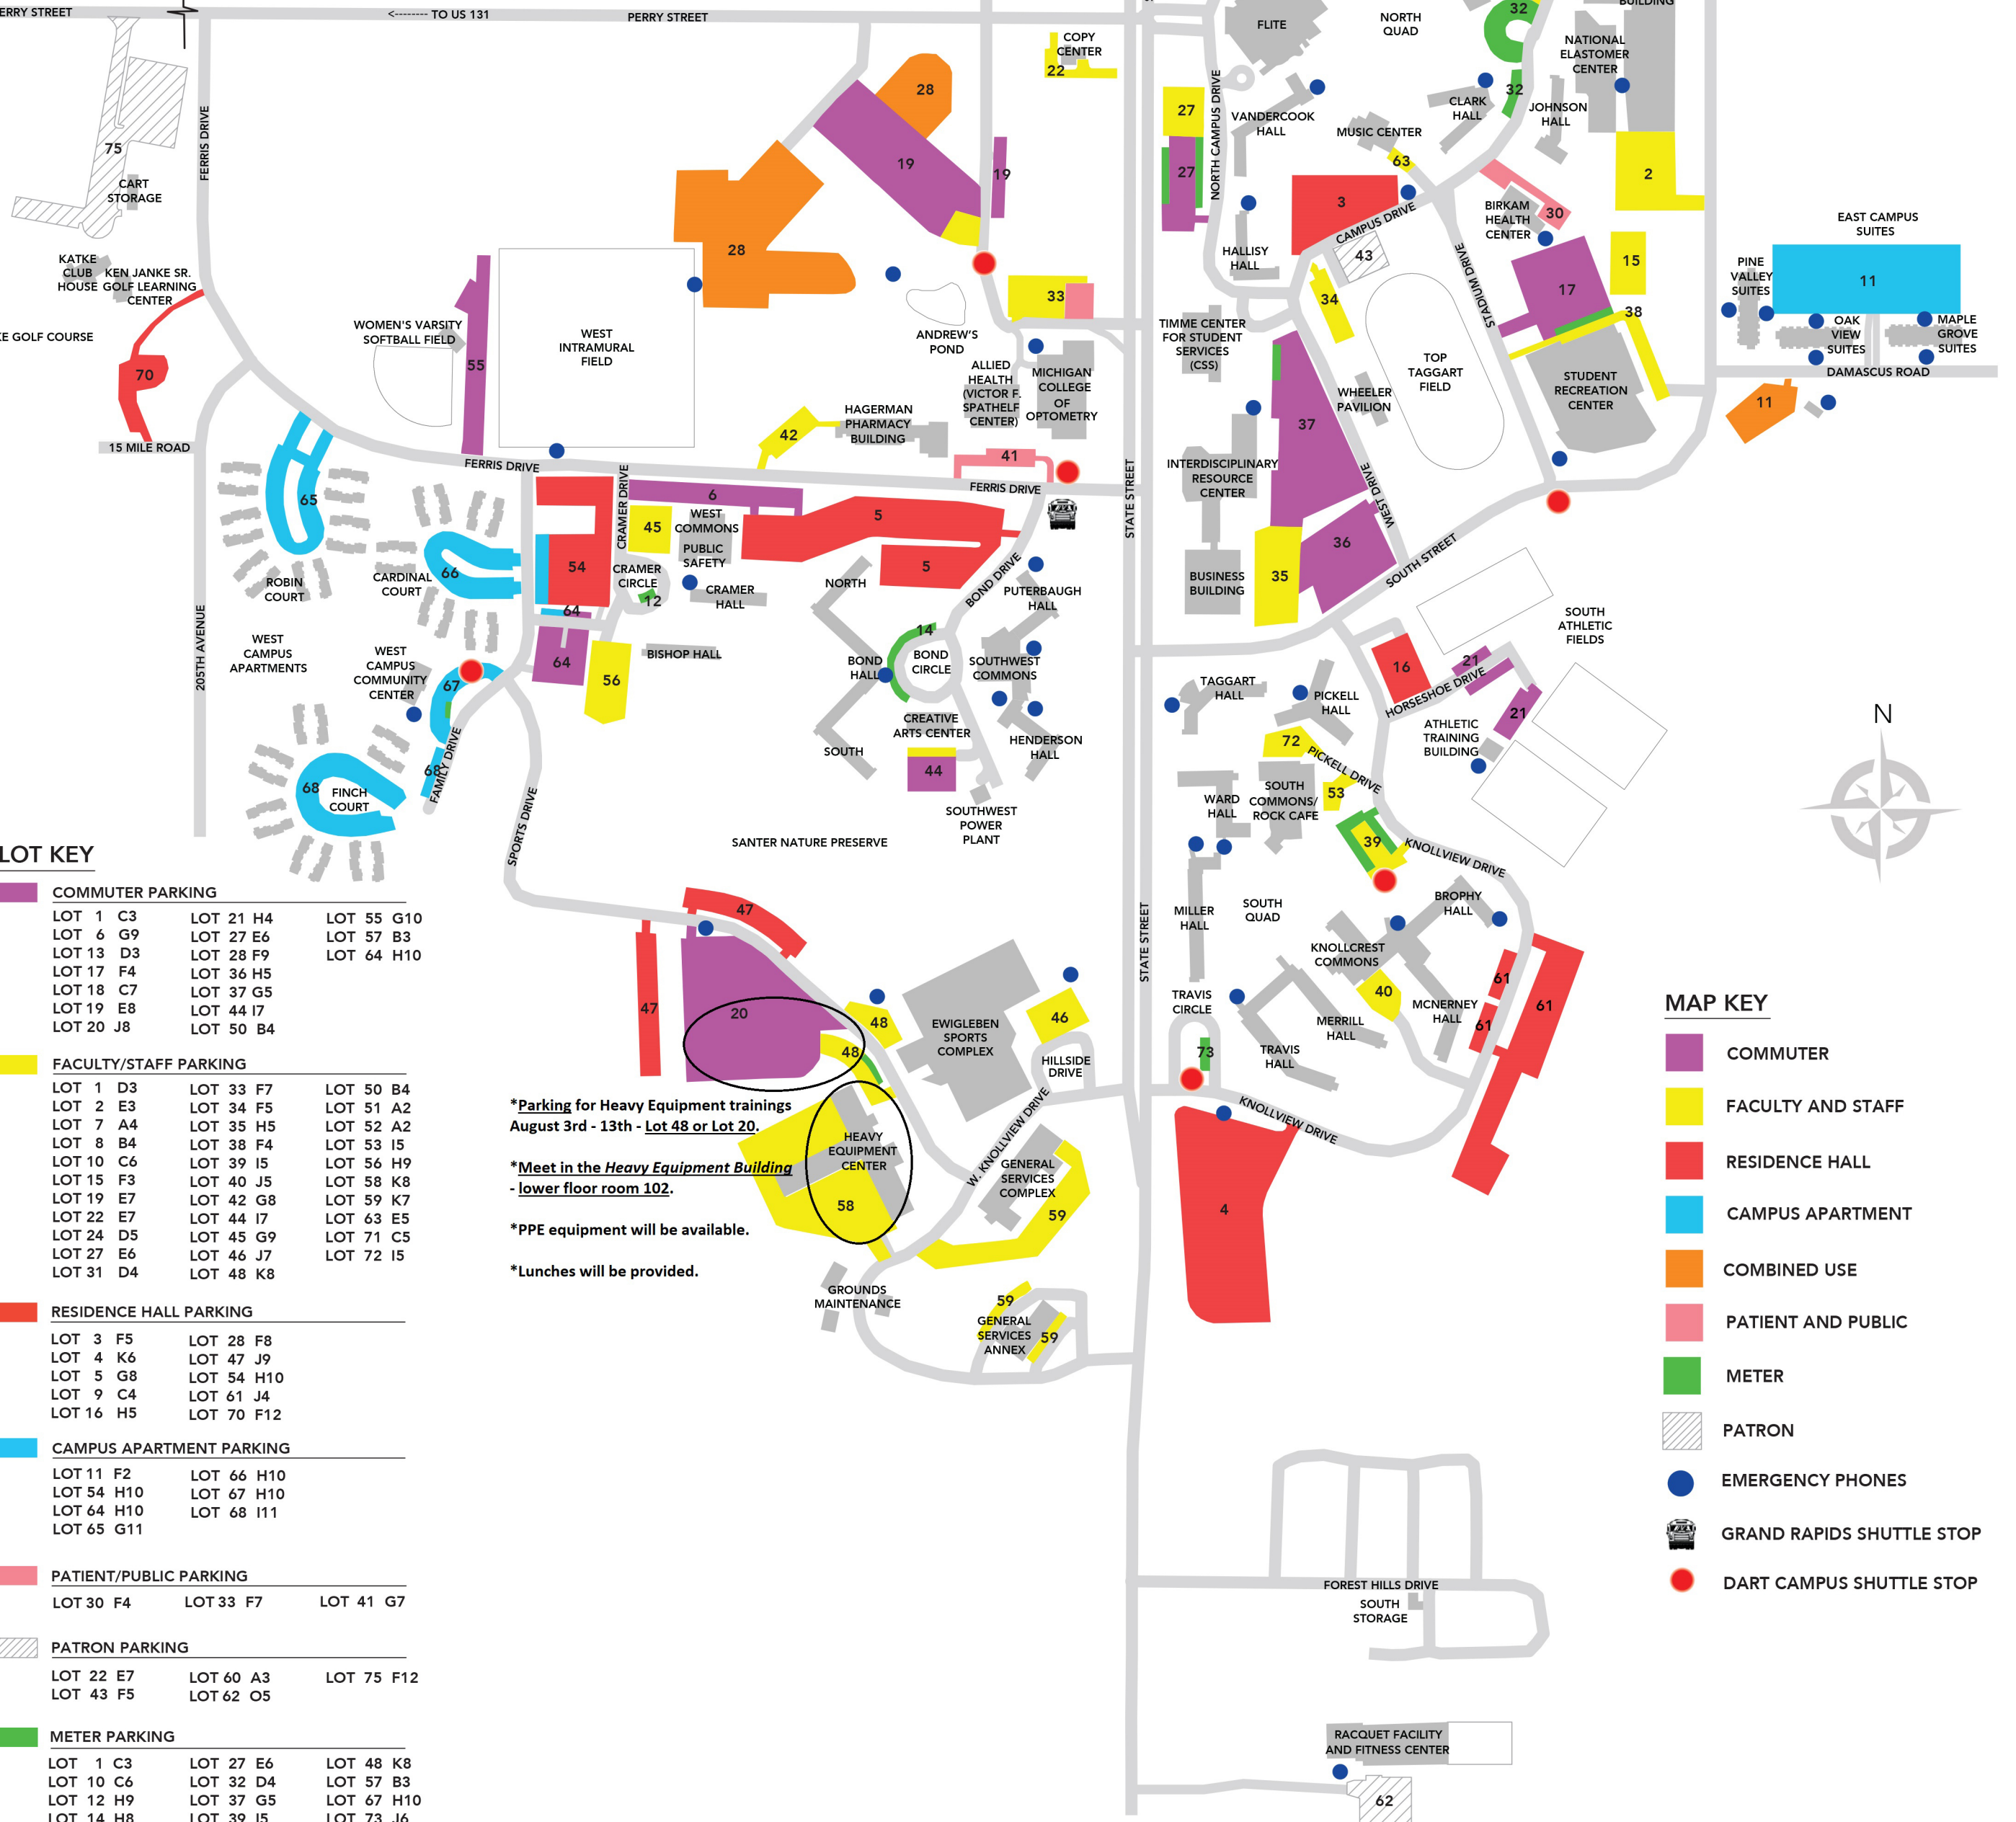 ERRY STREET
<-------- TO US 131
PERRY STREET
FERRIS DRIVE
75
CART
STORAGE
KATKE
CLUB
HOUSE
KEN JANKE SR.
GOLF LEARNING
CENTER
KE GOLF COURSE
70
15 MILE ROAD
205TH AVENUE
WOMEN'S VARSITY
SOFTBALL FIELD
55
WEST
INTRAMURAL
FIELD
28
28
19
19
COPY
CENTER
22
33
ANDREW'S
POND
ALLIED
HEALTH
(VICTOR F.
SPATHELF
CENTER)
MICHIGAN
COLLEGE
OF
OPTOMETRY
42
HAGERMAN
PHARMACY
BUILDING
41
FERRIS DRIVE
FERRIS DRIVE
STATE STREET
FLITE
NORTH
QUAD
32
BUILDING
NATIONAL
ELASTOMER
CENTER
32
CLARK
HALL
JOHNSON
HALL
27
27
NORTH CAMPUS DRIVE
VANDERCOOK
HALL
MUSIC CENTER
63
2
3
CAMPUS DRIVE
43
BIRKAM
HEALTH
CENTER
30
HALLISY
HALL
STADIUM DRIVE
15
17
38
34
EAST CAMPUS
SUITES
PINE
VALLEY
SUITES
11
OAK
VIEW
SUITES
MAPLE
GROVE
SUITES
DAMASCUS ROAD
11
TIMME CENTER
FOR STUDENT
SERVICES
(CSS)
TOP
TAGGART
FIELD
WHEELER
PAVILION
STUDENT
RECREATION
CENTER
37
INTERDISCIPLINARY
RESOURCE
CENTER
WEST DRIVE
36
35
BUSINESS
BUILDING
SOUTH STREET
65
ROBIN
COURT
CARDINAL
COURT
66
54
CRAMER DRIVE
45
6
WEST
COMMONS
PUBLIC
SAFETY
5
5
CRAMER
CIRCLE
12
CRAMER
HALL
NORTH
BOND DRIVE
PUTERBAUGH
HALL
64
64
56
BISHOP HALL
14
BOND
HALL
BOND
CIRCLE
SOUTHWEST
COMMONS
WEST
CAMPUS
APARTMENTS
WEST
CAMPUS
COMMUNITY
CENTER
67
CREATIVE
ARTS CENTER
44
SOUTH
HENDERSON
HALL
68
FAMILY DRIVE
68
FINCH
COURT
SPORTS DRIVE
SANTER NATURE PRESERVE
SOUTHWEST
POWER
PLANT
SOUTH
ATHLETIC
FIELDS
16
21
HORSESHOE DRIVE
21
ATHLETIC
TRAINING
BUILDING
TAGGART
HALL
PICKELL
HALL
72
PICKELL DRIVE
SOUTH
COMMONS/
ROCK CAFE
53
WARD
HALL
39
KNOLLVIEW DRIVE
N
MILLER
HALL
SOUTH
QUAD
BROPHY
HALL
KNOLLCREST
COMMONS
40
MCNERNEY
HALL
61
61
61
STATE STREET
TRAVIS
CIRCLE
73
TRAVIS
HALL
MERRILL
HALL
KNOLLVIEW DRIVE
4
47
47
20
48
48
EWIGLEBEN
SPORTS
COMPLEX
46
HILLSIDE
DRIVE
W. KNOLLVIEW DRIVE
*Parking for Heavy Equipment trainings
August 3rd - 13th - Lot 48 or Lot 20.
*Meet in the Heavy Equipment Building
- lower floor room 102.
*PPE equipment will be available.
*Lunches will be provided.
HEAVY
EQUIPMENT
CENTER
58
GENERAL
SERVICES
COMPLEX
59
GROUNDS
MAINTENANCE
59
GENERAL
SERVICES
ANNEX
59
FOREST HILLS DRIVE
SOUTH
STORAGE
RACQUET FACILITY
AND FITNESS CENTER
62
LOT KEY
COMMUTER PARKING
LOT 1 C3 LOT 21 H4 LOT 55 G10
LOT 6 G9 LOT 27 E6 LOT 57 B3
LOT 13 D3 LOT 28 F9 LOT 64 H10
LOT 17 F4 LOT 36 H5
LOT 18 C7 LOT 37 G5
LOT 19 E8 LOT 44 I7
LOT 20 J8 LOT 50 B4
FACULTY/STAFF PARKING
LOT 1 D3 LOT 33 F7 LOT 50 B4
LOT 2 E3 LOT 34 F5 LOT 51 A2
LOT 7 A4 LOT 35 H5 LOT 52 A2
LOT 8 B4 LOT 38 F4 LOT 53 I5
LOT 10 C6 LOT 39 I5 LOT 56 H9
LOT 15 F3 LOT 40 J5 LOT 58 K8
LOT 19 E7 LOT 42 G8 LOT 59 K7
LOT 22 E7 LOT 44 I7 LOT 63 E5
LOT 24 D5 LOT 45 G9 LOT 71 C5
LOT 27 E6 LOT 46 J7 LOT 72 I5
LOT 31 D4 LOT 48 K8
RESIDENCE HALL PARKING
LOT 3 F5 LOT 28 F8
LOT 4 K6 LOT 47 J9
LOT 5 G8 LOT 54 H10
LOT 9 C4 LOT 61 J4
LOT 16 H5 LOT 70 F12
CAMPUS APARTMENT PARKING
LOT 11 F2 LOT 66 H10
LOT 54 H10 LOT 67 H10
LOT 64 H10 LOT 68 I11
LOT 65 G11
PATIENT/PUBLIC PARKING
LOT 30 F4 LOT 33 F7 LOT 41 G7
PATRON PARKING
LOT 22 E7 LOT 60 A3 LOT 75 F12
LOT 43 F5 LOT 62 O5
METER PARKING
LOT 1 C3 LOT 27 E6 LOT 48 K8
LOT 10 C6 LOT 32 D4 LOT 57 B3
LOT 12 H9 LOT 37 G5 LOT 67 H10
LOT 14 H8 LOT 39 I5 LOT 73 J6
MAP KEY
COMMUTER
FACULTY AND STAFF
RESIDENCE HALL
CAMPUS APARTMENT
COMBINED USE
PATIENT AND PUBLIC
METER
PATRON
EMERGENCY PHONES
GRAND RAPIDS SHUTTLE STOP
DART CAMPUS SHUTTLE STOP